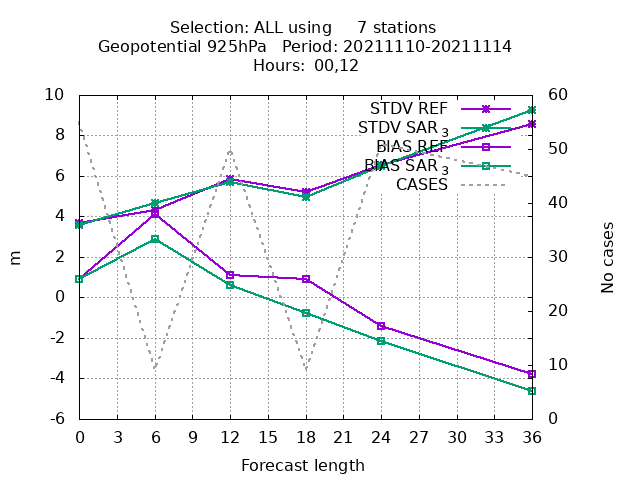 Selection: ALL using 7 stations
Geopotential 925hPa Period: 20211110-20211114
Hours: 00,12
10
8
6
4
2
0
-2
-4
-6
m
60
50
40
30
20
10
0
No cases
STDV REF
STDV SAR 3
BIAS REF
BIAS SAR 3
CASES
0 3 6 9 12 15 18 21 24 27 30 33 36
Forecast length